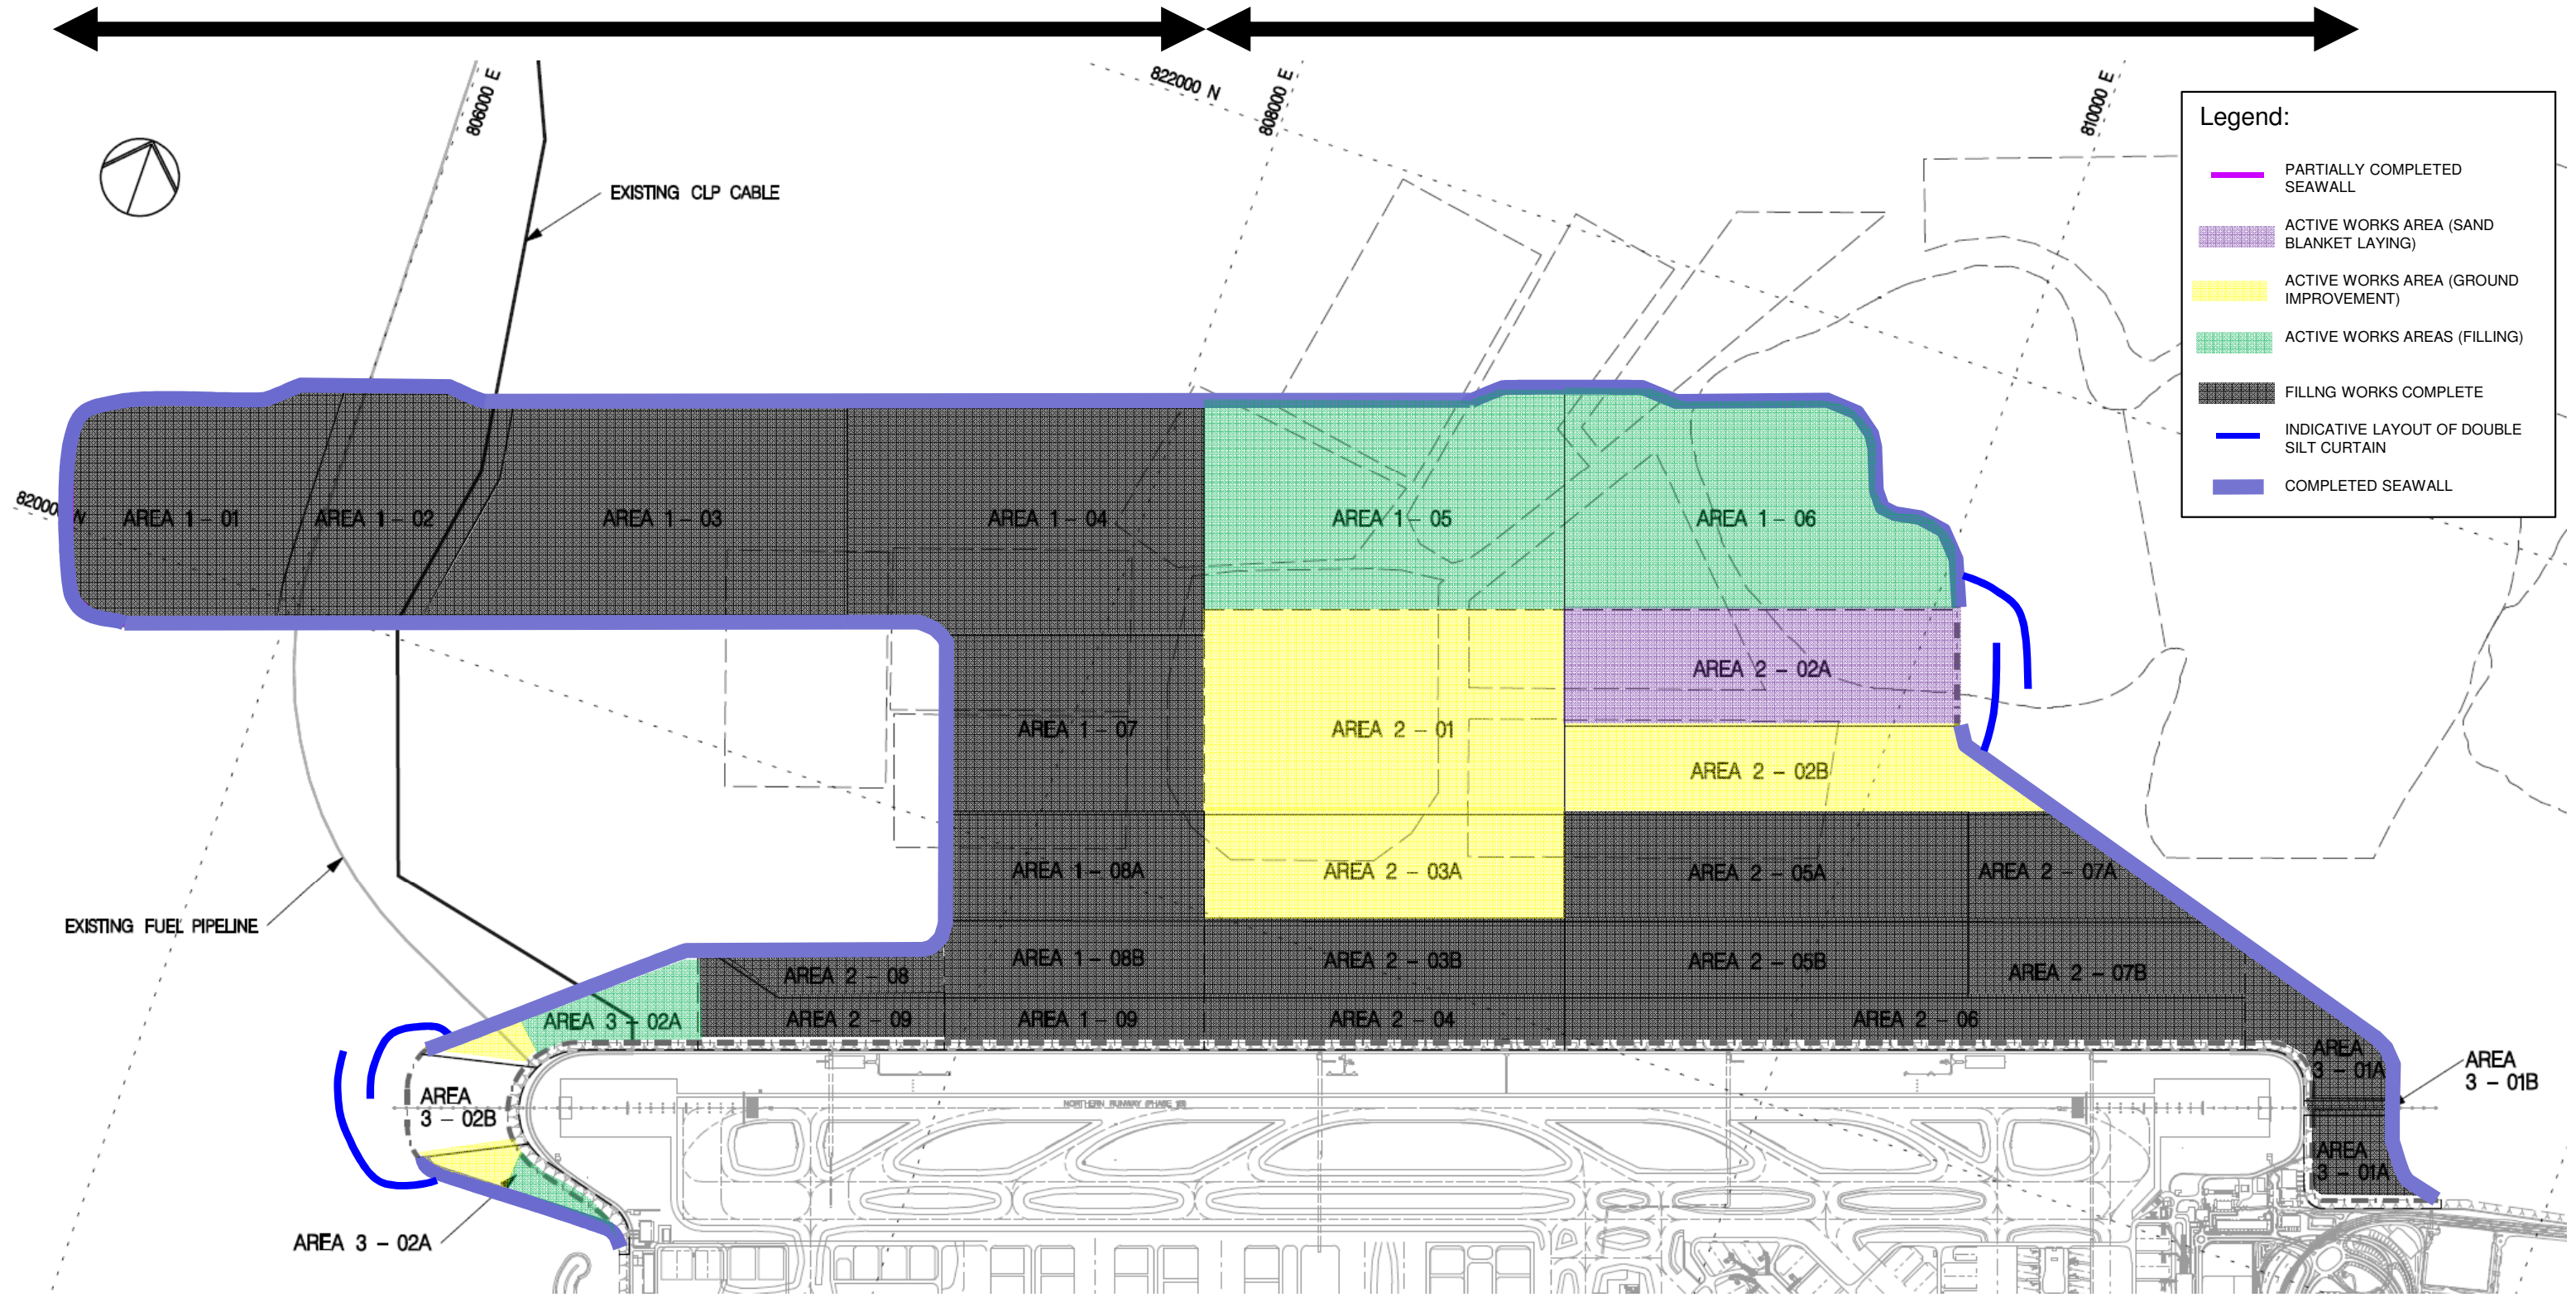 822000 N
806000 E
808000 E
810000 E
Legend:
PARTIALLY COMPLETED
SEAWALL
ACTIVE WORKS AREA (SAND
BLANKET LAYING)
ACTIVE WORKS AREA (GROUND
IMPROVEMENT)
ACTIVE WORKS AREAS (FILLING)
FILLNG WORKS COMPLETE
INDICATIVE LAYOUT OF DOUBLE
SILT CURTAIN
COMPLETED SEAWALL
EXISTING CLP CABLE
820000 N
AREA 1 - 01
AREA 1 - 02
AREA 1 - 03
AREA 1 - 04
AREA 1 - 05
AREA 1 - 06
AREA 2 - 02A
AREA 1 - 07
AREA 2 - 01
AREA 2 - 02B
AREA 1 - 08A
AREA 2 - 03A
AREA 2 - 05A
AREA 2 - 07A
EXISTING FUEL PIPELINE
AREA 2 - 08
AREA 1 - 08B
AREA 2 - 03B
AREA 2 - 05B
AREA 2 - 07B
AREA 3 - 02A
AREA 2 - 09
AREA 1 - 09
AREA 2 - 04
AREA 2 - 06
AREA
3 - 01A
AREA
3 - 01B
AREA
3 - 02B
NORTHERN RUNWAY (PHASE 1B)
AREA
3 - 01A
AREA 3 - 02A